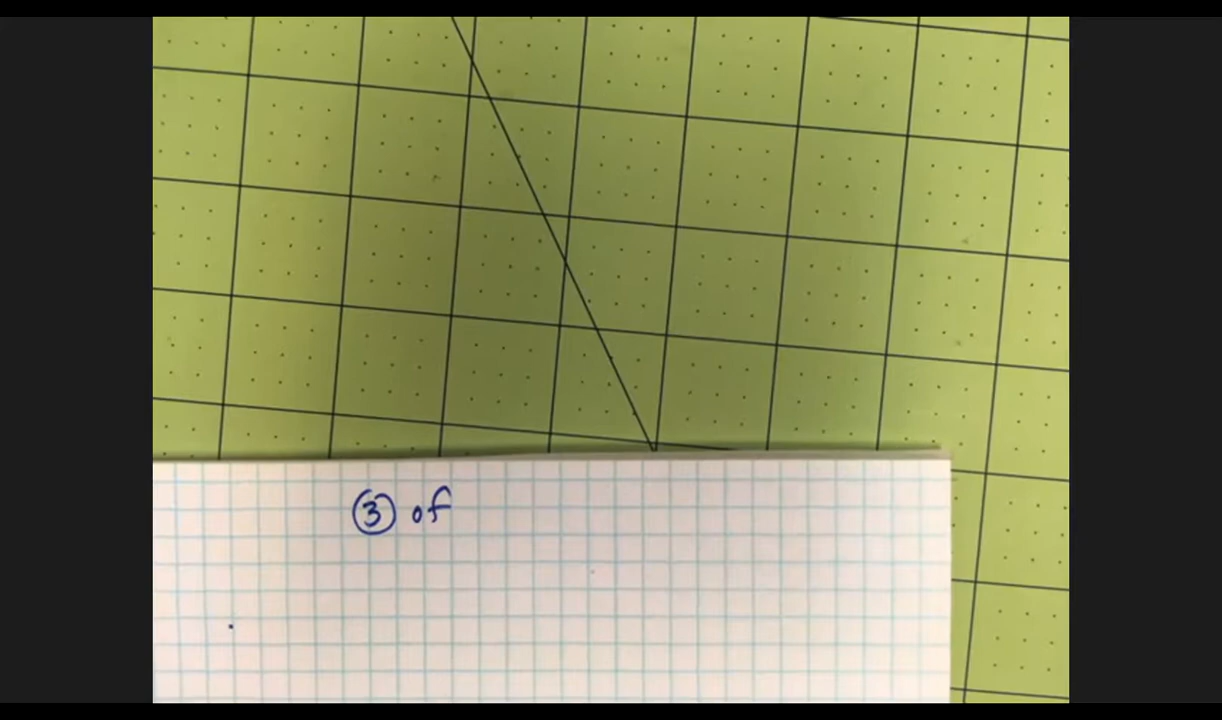 ③ of